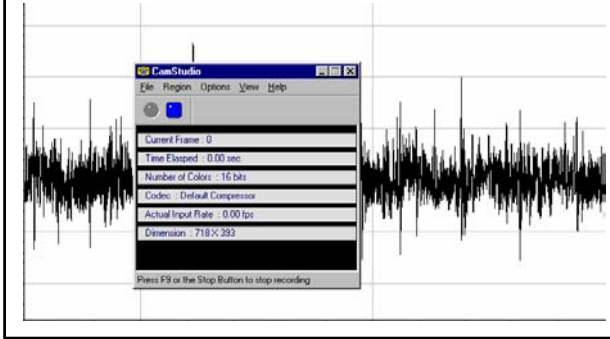 CamStudio
File Region Options View Help
Current Frame : 0
Time Elasped : 0.00 sec
Number of Colors : 16 bits
Codec : Default Compressor
Actual Input Rate : 0.00 fps
Dimension : 718 X 393
Press F9 or the Stop Button to stop recording